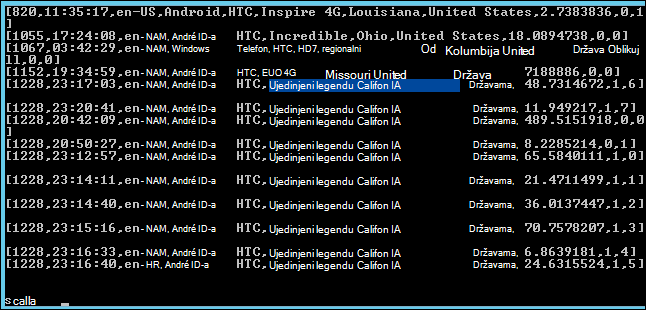 [820,11:35:17,en-US,Android,HTC,Inspire 4G,Louisiana,United States,2.7383836,0,1
]
[1055,17:24:08,en-NAM, André ID-a HTC,Incredible,Ohio,United States,18.0894738,0,0]
[1067,03:42:29,en-NAM, Windows Telefon, HTC, HD7, regionalni Od Kolumbija United Država Oblikuj
ll,0,0]
[1152,19:34:59,en-NAM, André ID-a HTC, EUO 4G Missouri United Država 7188886,0,0]
[1228,23:17:03,en-NAM, André ID-a HTC,Ujedinjeni legendu Califon IA Državama, 48.7314672,1,6
]
[1228,23:20:41,en-NAM, André ID-a HTC,Ujedinjeni legendu Califon IA Državama, 11.949217,1,7]
[1228,20:42:09,en-NAM, André ID-a HTC,Ujedinjeni legendu Califon IA Državama, 489.5151918,0,0
]
[1228,20:50:27,en-NAM, André ID-a HTC,Ujedinjeni legendu Califon IA Državama, 8.2285214,0,1]
[1228,23:12:57,en-NAM, André ID-a HTC,Ujedinjeni legendu Califon IA Državama, 65.5840111,1,0]
[1228,23:14:11,en-NAM, André ID-a HTC,Ujedinjeni legendu Califon IA Državama, 21.4711499,1,1]
[1228,23:14:40,en-NAM, André ID-a HTC,Ujedinjeni legendu Califon IA Državama, 36.0137447,1,2]
[1228,23:15:16,en-NAM, André ID-a HTC,Ujedinjeni legendu Califon IA Državama, 70.7578207,1,3]
[1228,23:16:33,en-NAM, André ID-a HTC,Ujedinjeni legendu Califon IA Državama, 6.8639181,1,4]
[1228,23:16:40,en-HR, André ID-a HTC,Ujedinjeni legendu Califon IA Državama, 24.6315524,1,5]
scalla